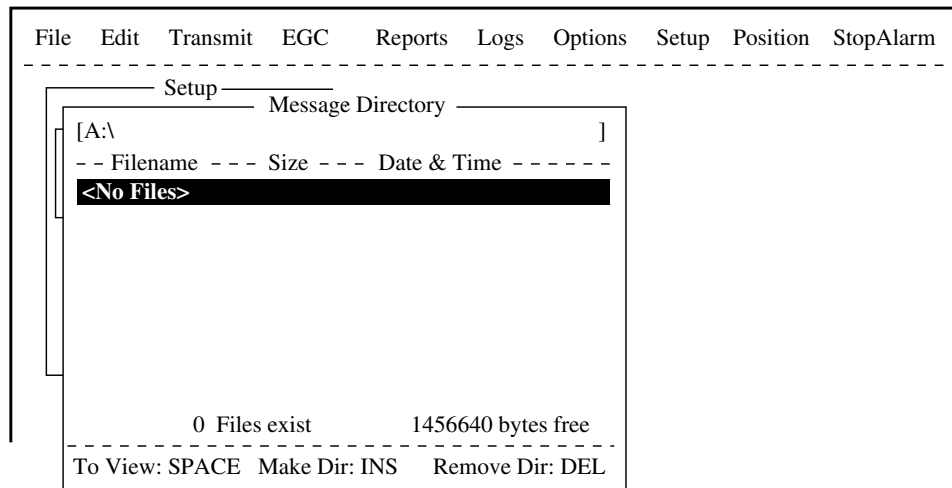 File Edit Transmit EGC Reports Logs Options Setup Position StopAlarm
Setup
Message Directory
[A:\ ]
Filename Size Date & Time
<No Files>
0 Files exist 1456640 bytes free
To View: SPACE Make Dir: INS Remove Dir: DEL